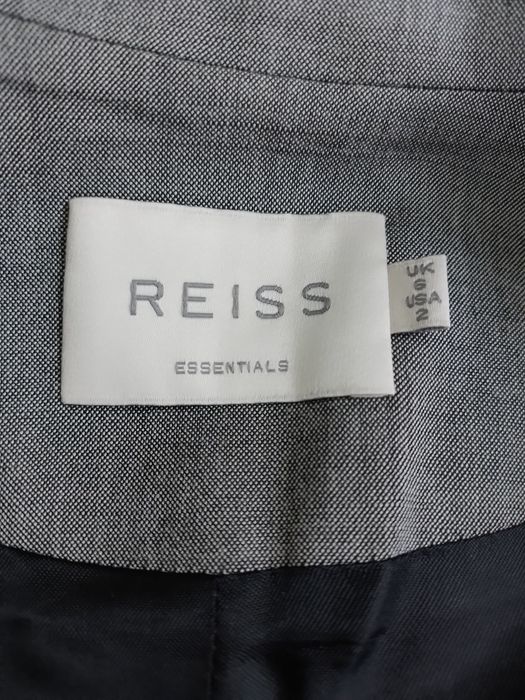 REISS
ESSENTIALS
UK
6
USA
2